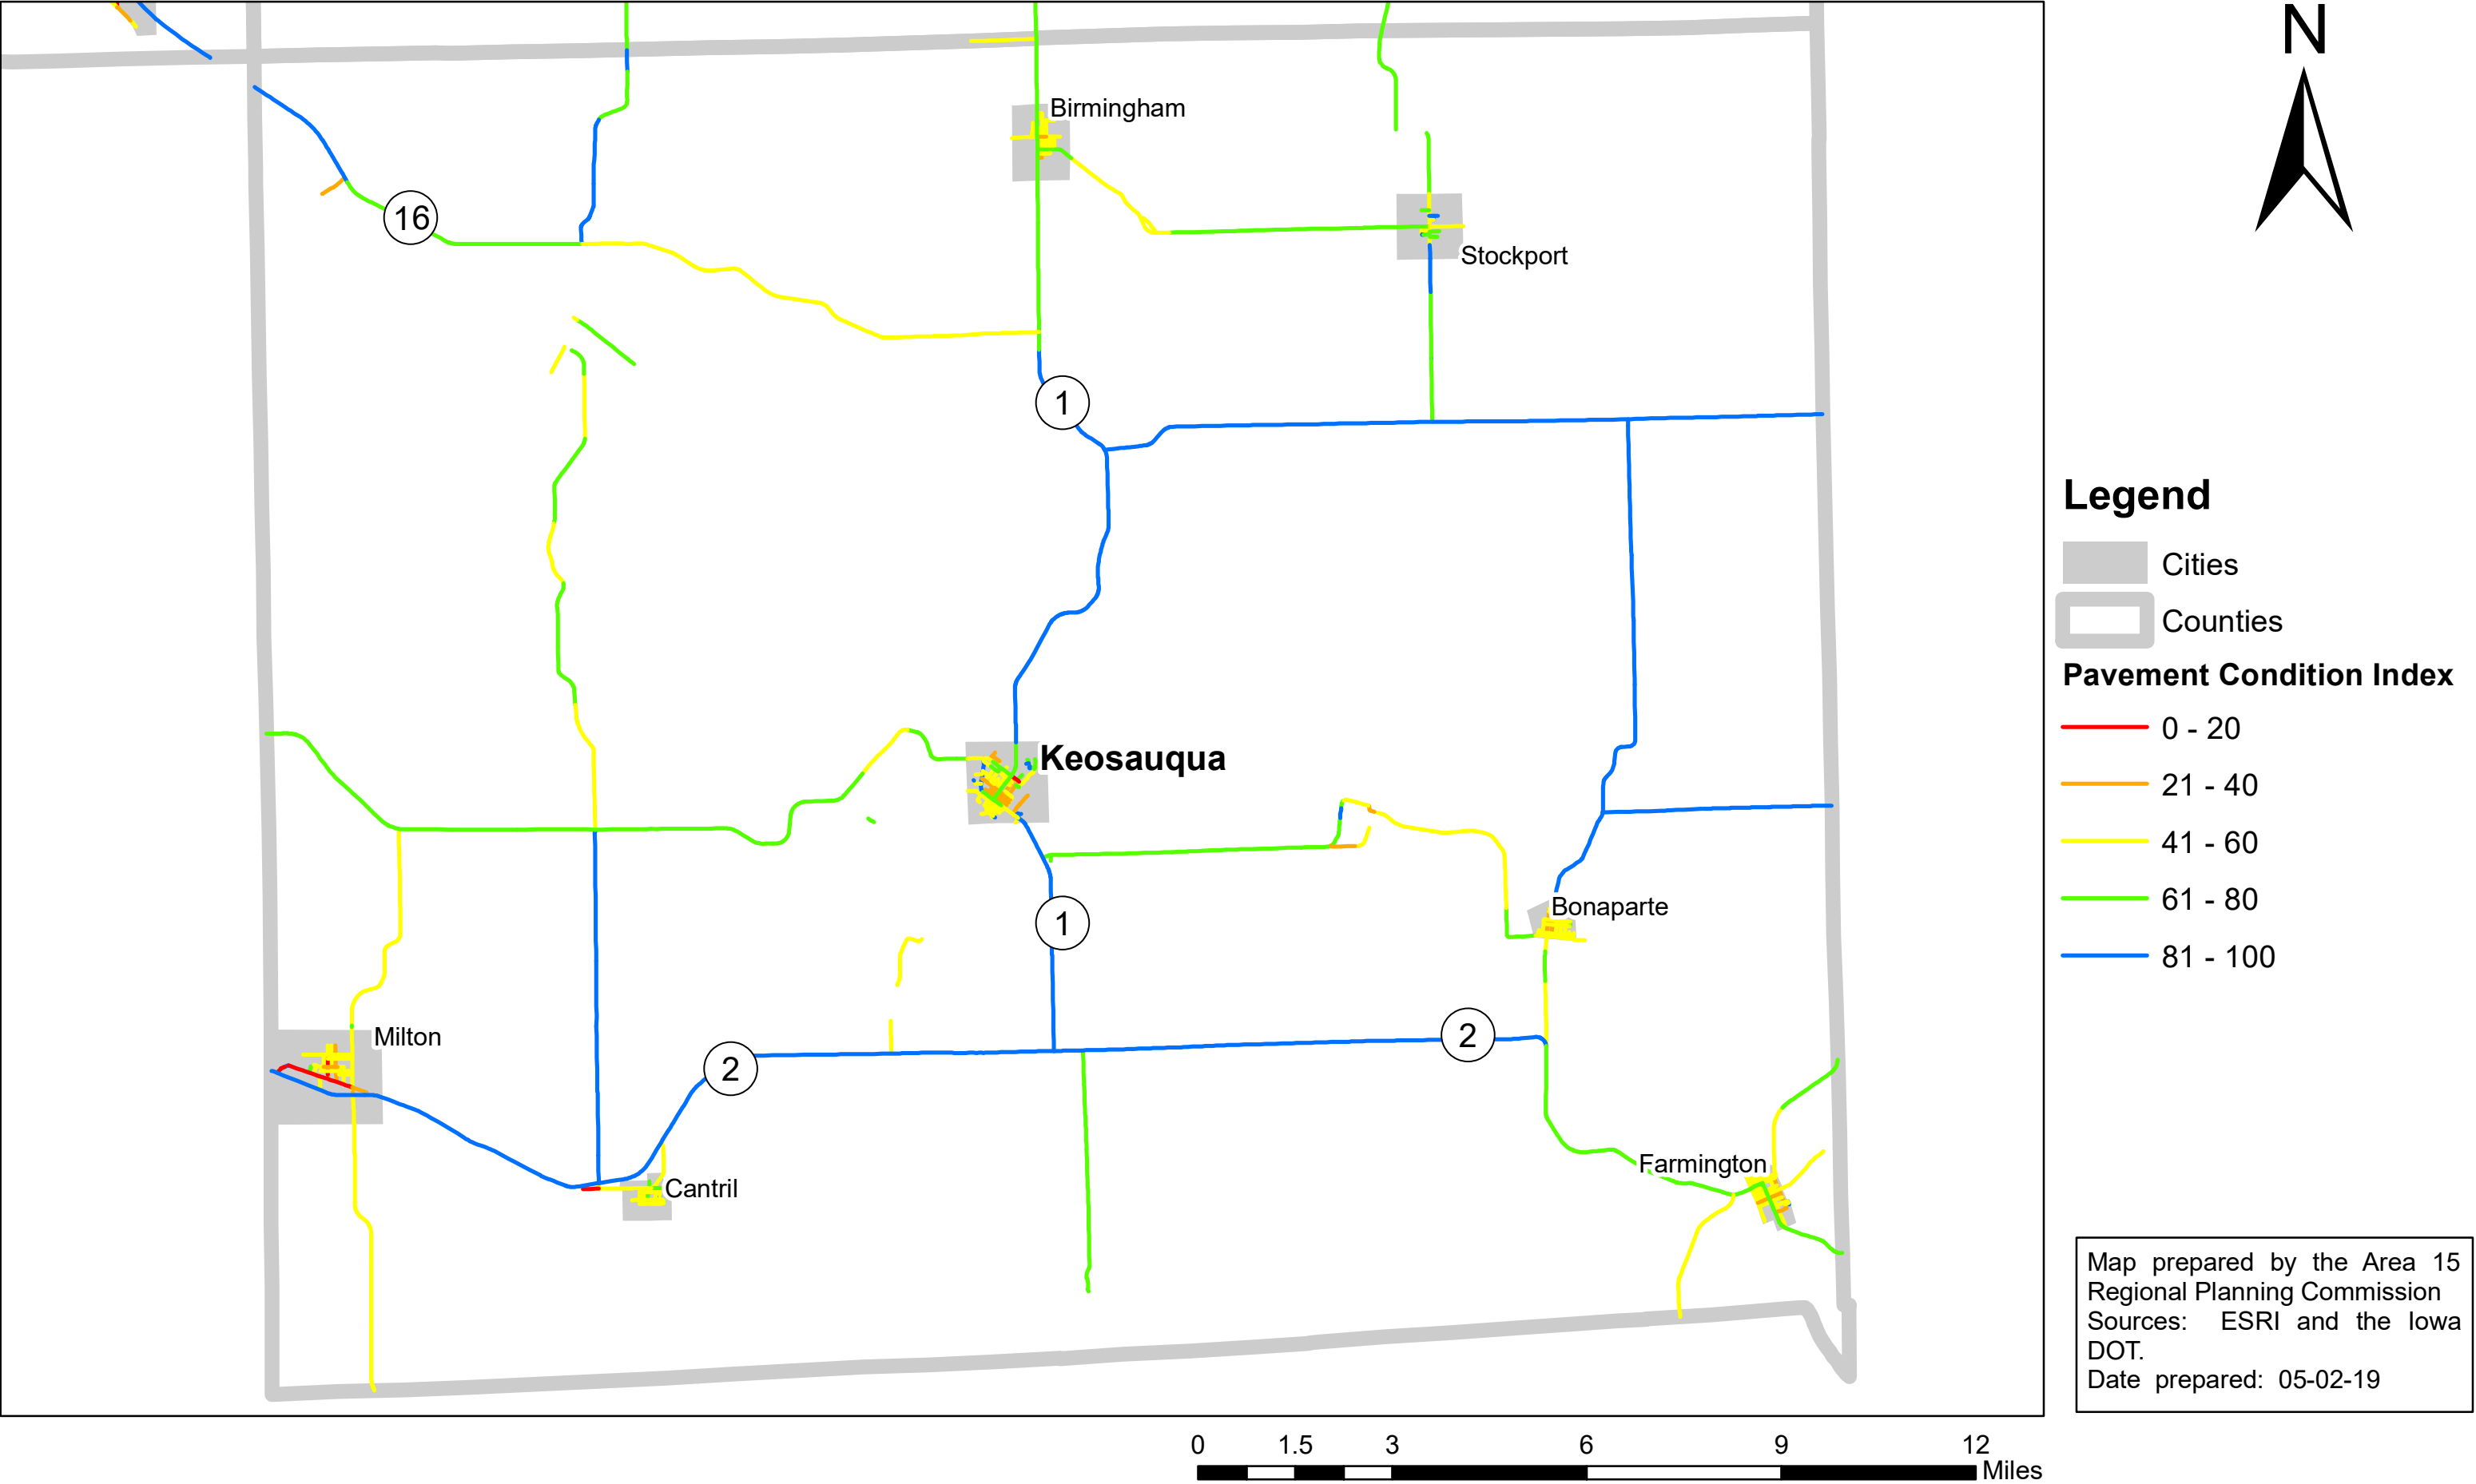 N
Birmingham
16
Stockport
1
Keosauqua
Bonaparte
1
Milton
2
2
Farmington
Cantril
Legend
Cities
Counties
Pavement Condition Index
0 - 20
21 - 40
41 - 60
61 - 80
81 - 100
Map prepared by the Area 15
Regional Planning Commission
Sources: ESRI and the Iowa
DOT.
Date prepared: 05-02-19
0 1.5 3 6 9 12
Miles